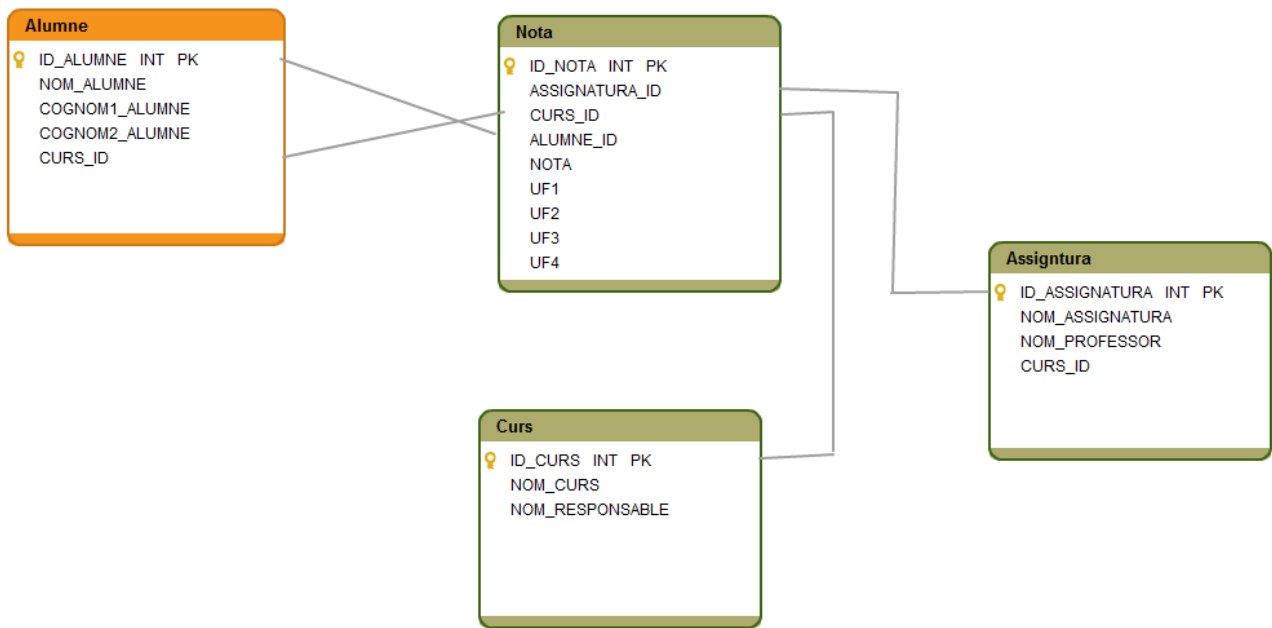 Alumne
ID_ALUMNE INT PK
NOM_ALUMNE
COGNOM1_ALUMNE
COGNOM2_ALUMNE
CURS_ID
Nota
ID_NOTA INT PK
ASSIGNATURA_ID
CURS_ID
ALUMNE_ID
NOTA
UF1
UF2
UF3
UF4
Assigntura
ID_ASSIGNATURA INT PK
NOM_ASSIGNATURA
NOM_PROFESSOR
CURS_ID
Curs
ID_CURS INT PK
NOM_CURS
NOM_RESPONSABLE